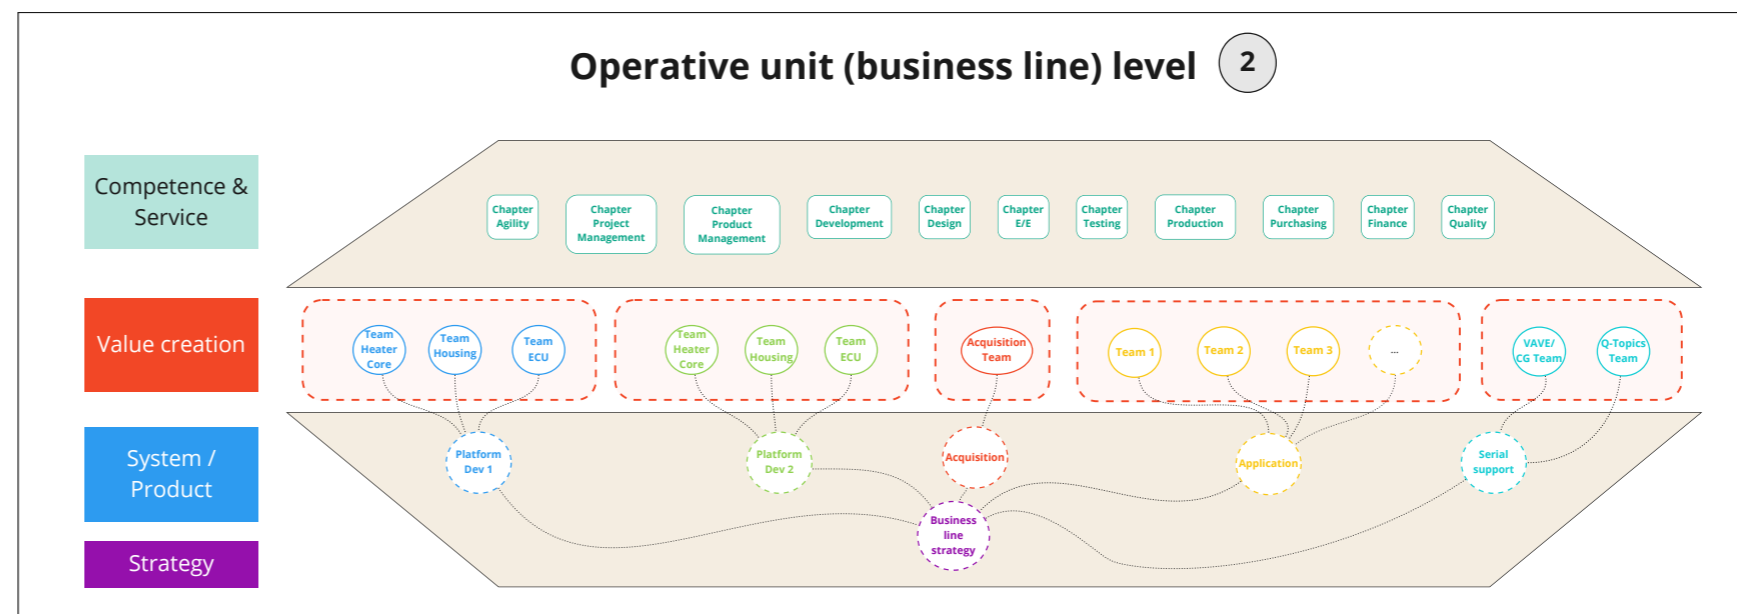 Operative unit (business line) level
2
Competence &
Service
Chapter
Agility
Chapter
Project
Management
Chapter
Product
Management
Chapter
Development
Chapter
Design
Chapter
E/E
Chapter
Testing
Chapter
Production
Chapter
Purchasing
Chapter
Finance
Chapter
Quality
Value creation
Team
Heater
Core
Team
Housing
Team
ECU
Team
Heater
Core
Team
Housing
Team
ECU
Acquisition
Team
Team 1
Team 2
Team 3
...
VAVE/
CG Team
Q-Topics
Team
System /
Product
Platform
Dev 1
Platform
Dev 2
Acquisition
Application
Serial
support
Strategy
Business
line
strategy